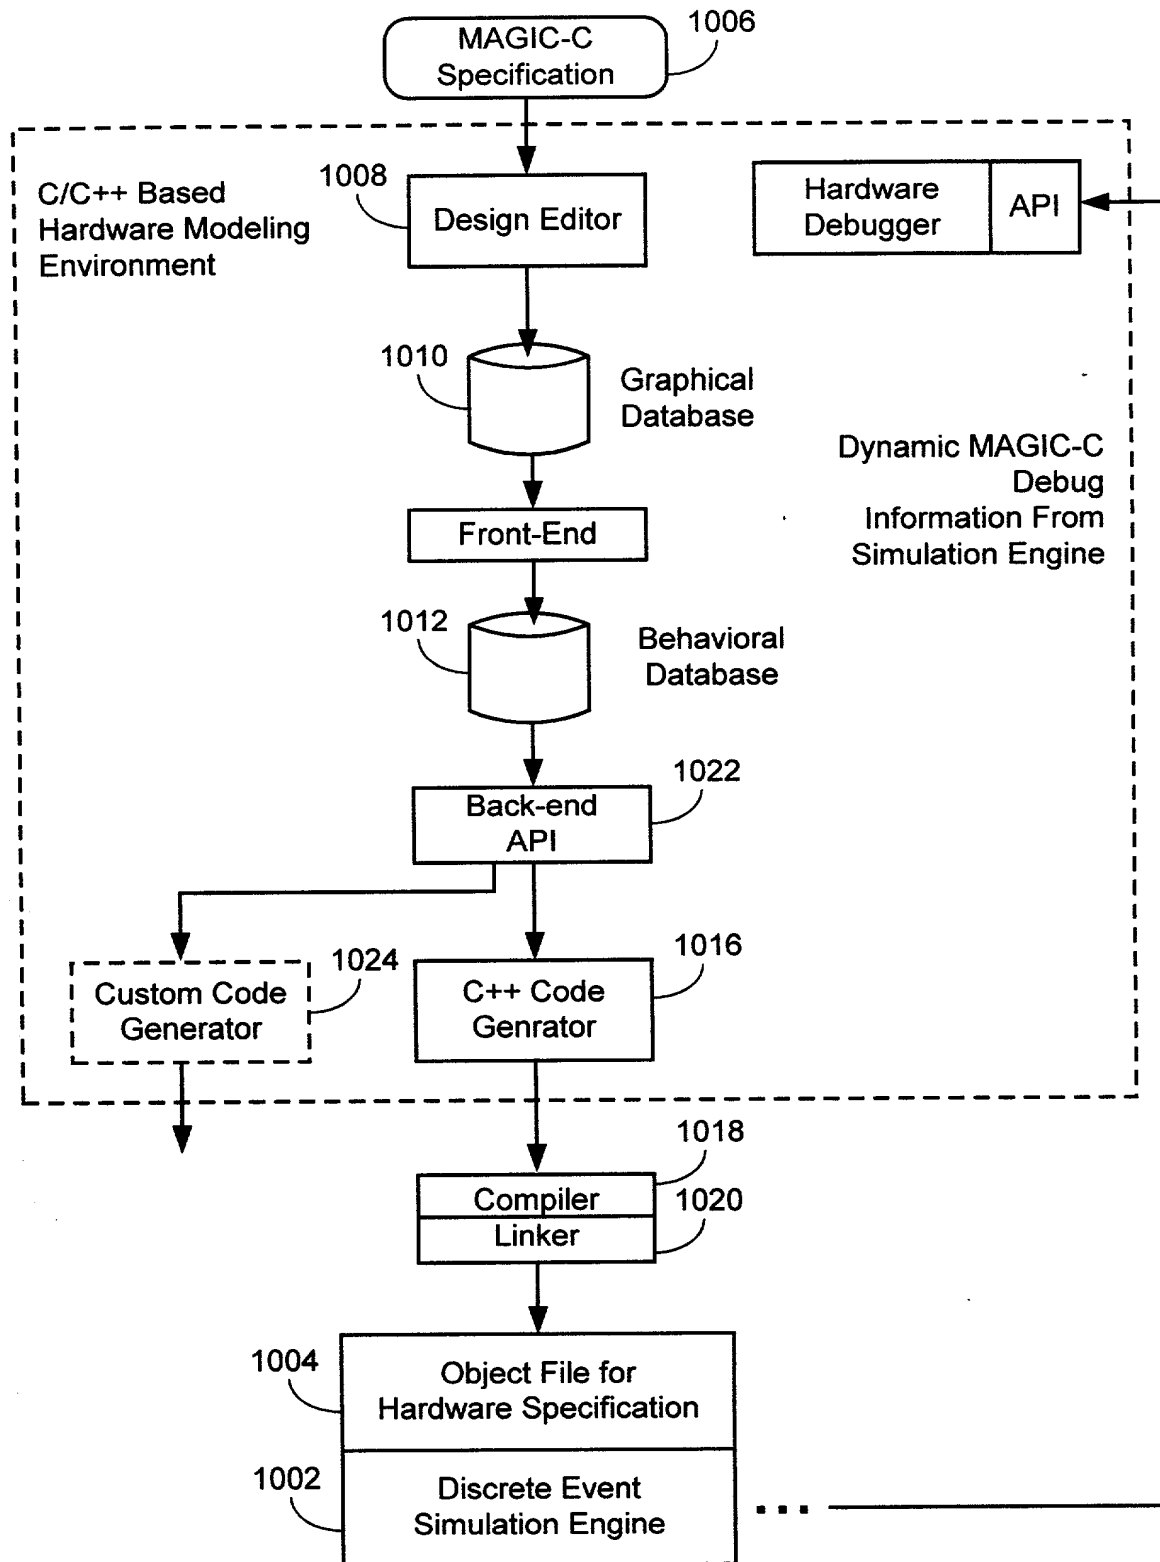 MAGIC-C
Specification
1006
C/C++ Based
Hardware Modeling
Environment
1008
Design Editor
Hardware
Debugger
API
1010
Graphical
Database
Dynamic MAGIC-C
Debug
Information From
Simulation Engine
Front-End
1012
Behavioral
Database
1022
Back-end
API
1024
Custom Code
Generator
1016
C++ Code
Genrator
1018
Compiler
1020
Linker
1004
Object File for
Hardware Specification
1002
Discrete Event
Simulation Engine
...